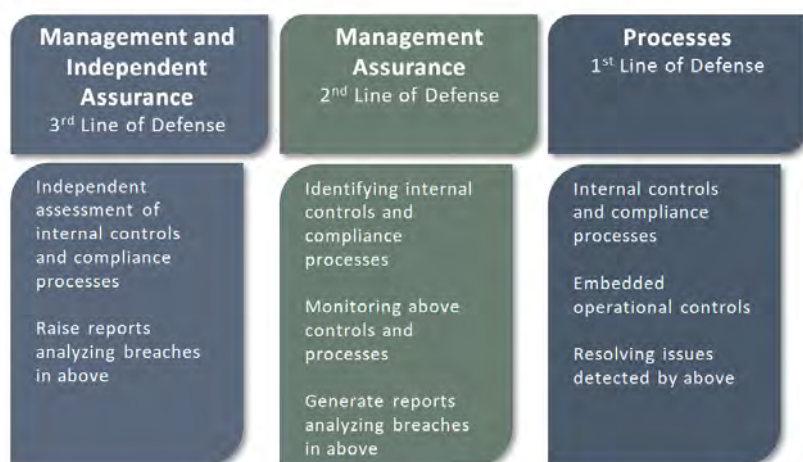 Management and
Independent
Assurance
3rd Line of Defense
Independent
assessment of
internal controls
and compliance
processes
Raise reports
analyzing breaches
in above
Management
Assurance
2nd Line of Defense
Identifying internal
controls and
compliance
processes
Monitoring above
controls and
processes
Generate reports
analyzing breaches
in above
Processes
1st Line of Defense
Internal controls
and compliance
processes
Embedded
operational controls
Resolving issues
detected by above